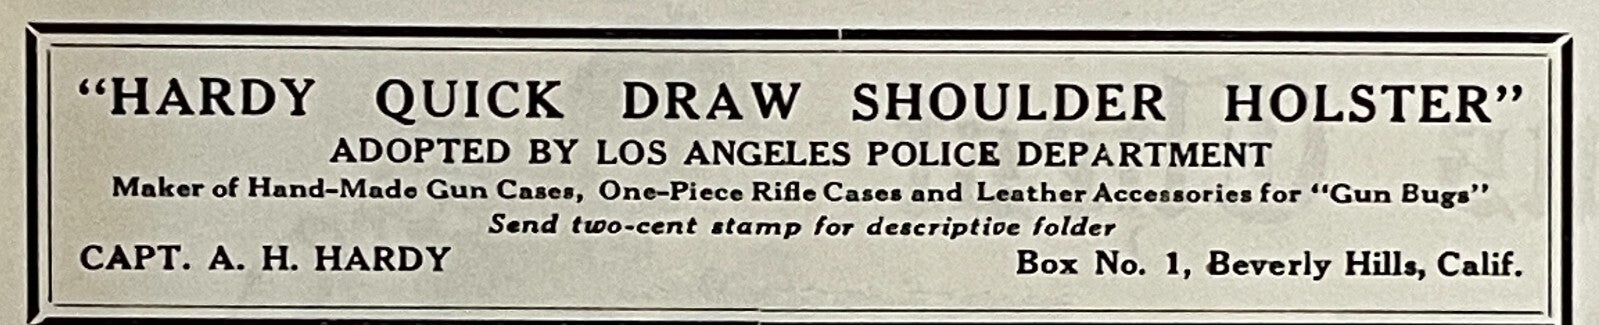 "HARDY QUICK DRAW SHOULDER HOLSTER"
ADOPTED BY LOS ANGELES POLICE DEPARTMENT
Maker of Hand-Made Gun Cases, One-Piece Rifle Cases and Leather Accessories for "Gun Bugs"
Send two-cent stamp for descriptive folder
CAPT. A. H. HARDY Box No. 1, Beverly Hills, Calif.